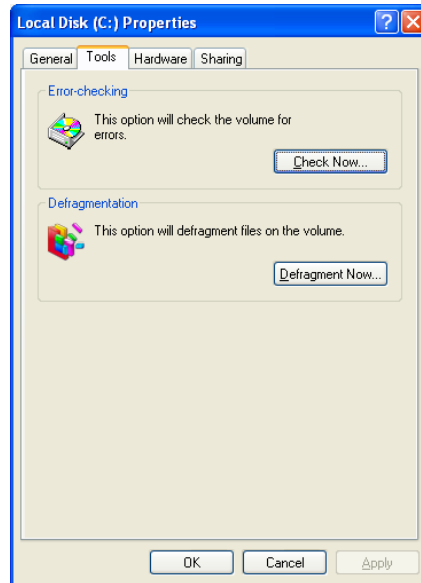 Local Disk (C:) Properties
General Tools Hardware Sharing
Error-checking
This option will check the volume for
errors.
Check Now...
Defragmentation
This option will defragment files on the volume.
Defragment Now...
OK Cancel Apply